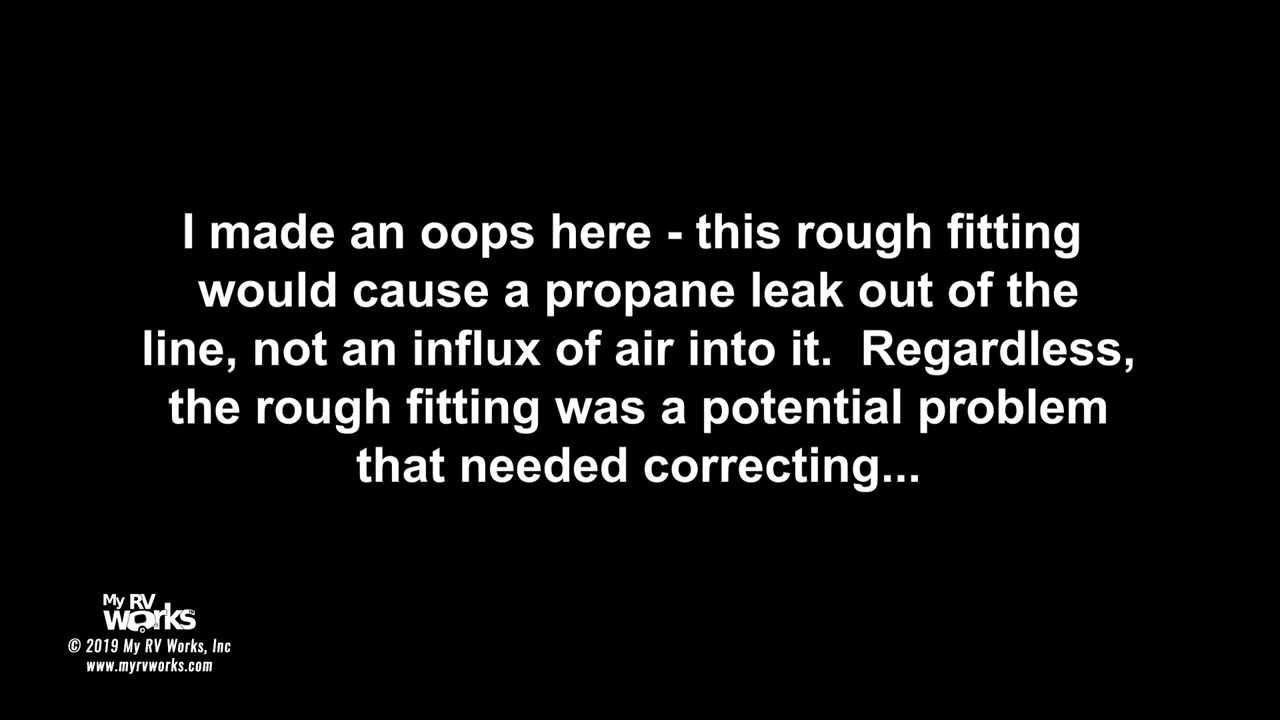 I made an oops here - this rough fitting
would cause a propane leak out of the
line, not an influx of air into it.  Regardless,
the rough fitting was a potential problem
that needed correcting...
My RV
works
© 2019 My RV Works, Inc
www.myrvworks.com